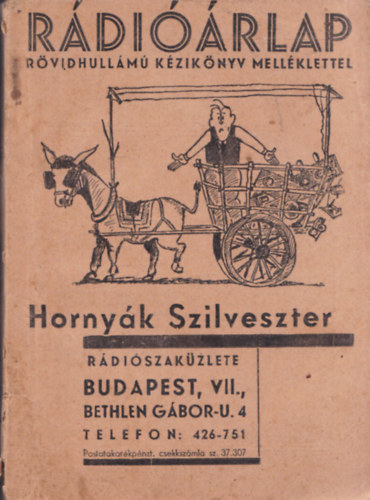 RÁDIÓÁRLAP
RÖVIDHULLÁMÚ KÉZIKÖNYV MELLÉKLETTEL
Hornyák Szilveszter
RÁDIÓSZAKÜZLETE
BUDAPEST, VII.,
BETHLEN GÁBOR-U. 4
TELEFON: 426-751
Postatakarékpénzt. csekkszámla sz. 37.307